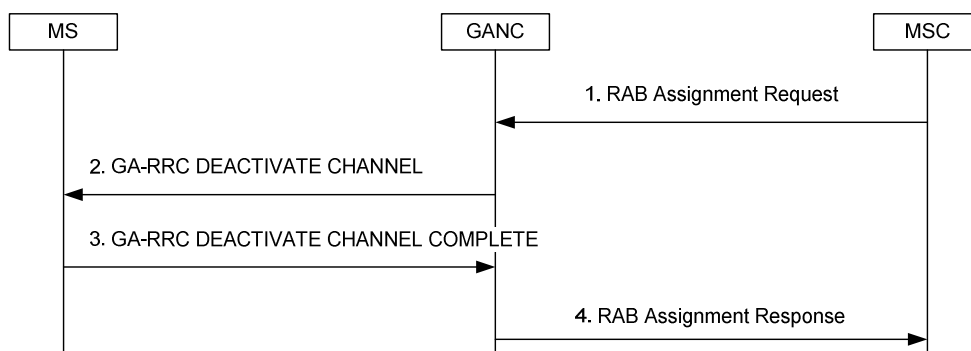 MS
GANC
MSC
1. RAB Assignment Request
2. GA-RRC DEACTIVATE CHANNEL
3. GA-RRC DEACTIVATE CHANNEL COMPLETE
4. RAB Assignment Response